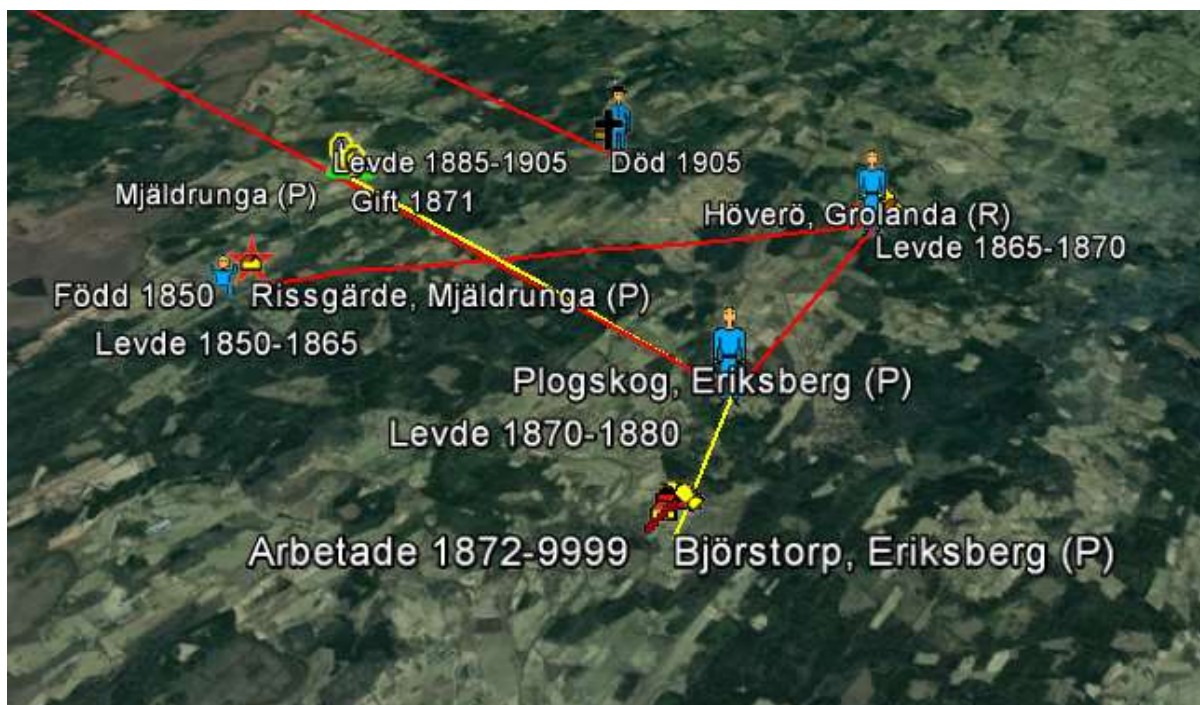 Levde 1885-1905
Död 1905
Mjäldrunga (P)
Gift 1871
Höverö, Grolanda (R)
Levde 1865-1870
Född 1850
Rissgärde, Mjäldrunga (P)
Levde 1850-1865
Plogskog, Eriksberg (P)
Levde 1870-1880
Arbetade 1872-9999
Björstorp, Eriksberg (P)